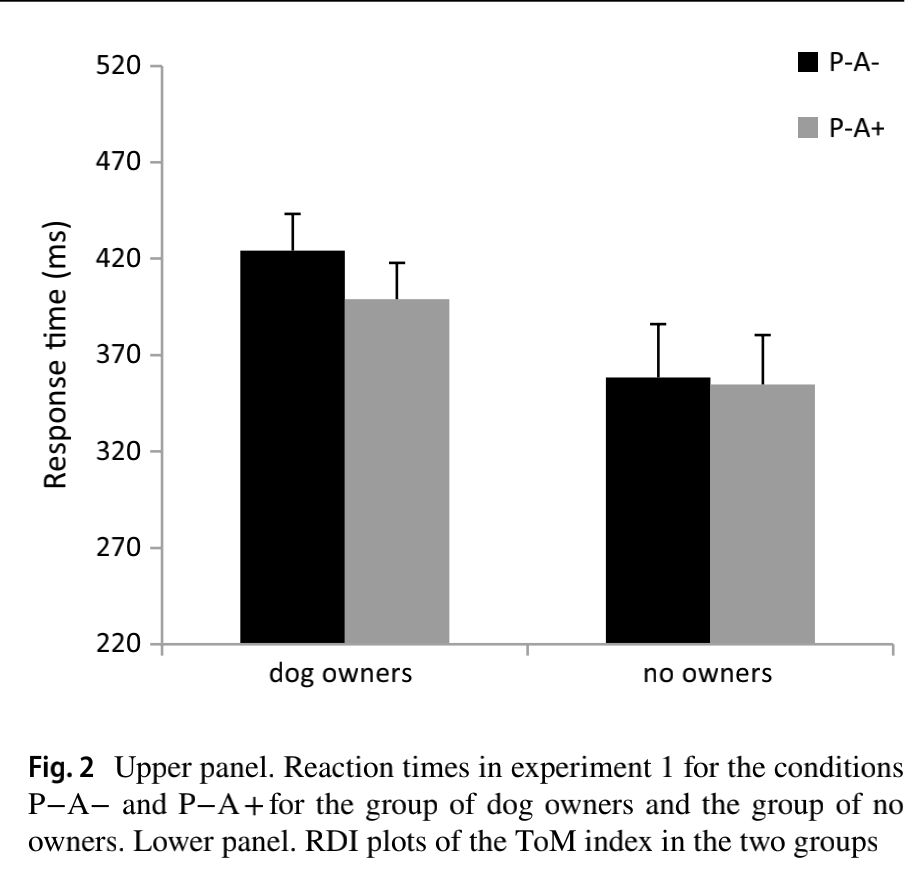 520
470
420
370
320
270
220
Response time (ms)
P-A-
P-A+
dog owners
no owners
Fig. 2 Upper panel. Reaction times in experiment 1 for the conditions
P−A− and P−A+for the group of dog owners and the group of no
owners. Lower panel. RDI plots of the ToM index in the two groups